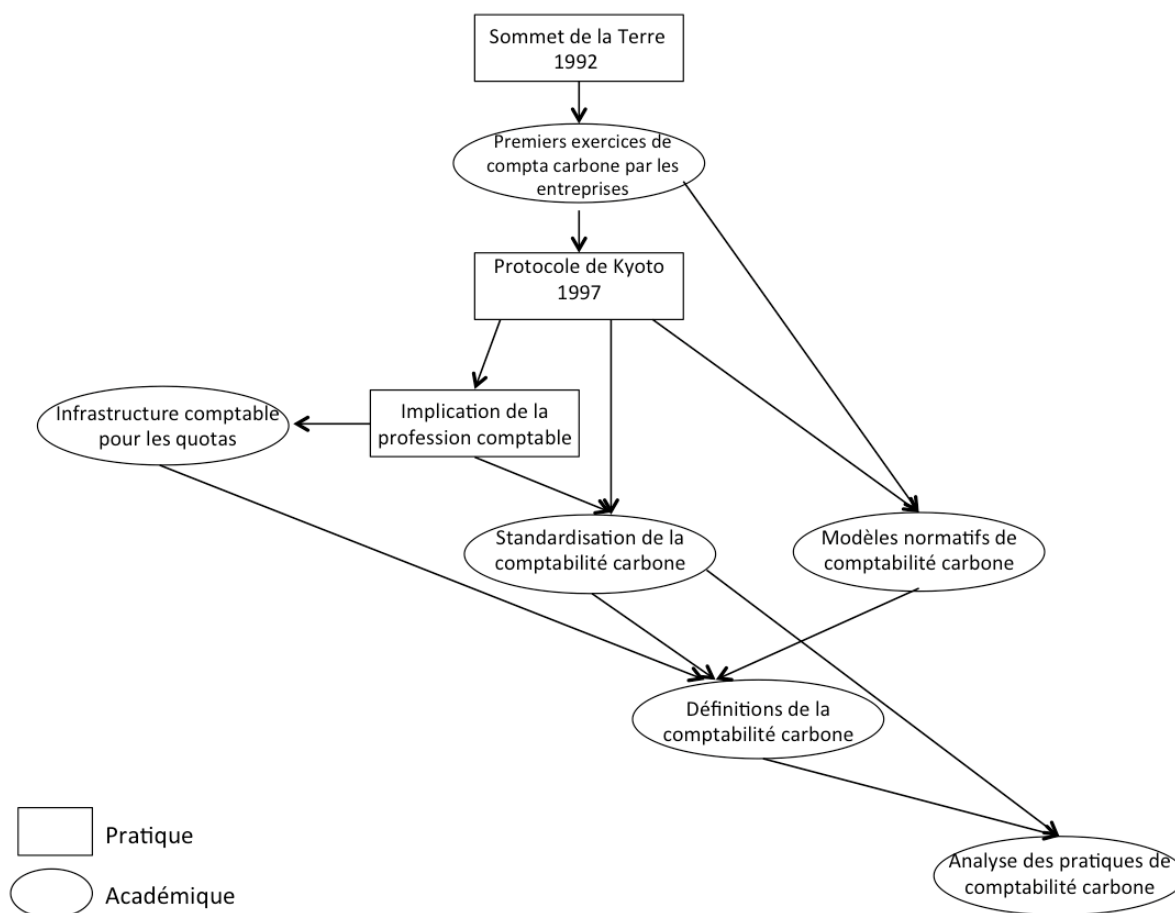 Sommet de la Terre
1992
Premiers exercices de
compta carbone par les
entreprises
Protocole de Kyoto
1997
Infrastructure comptable
pour les quotas
Implication de la
profession comptable
Standardisation de la
comptabilité carbone
Modèles normatifs de
comptabilité carbone
Définitions de la
comptabilité carbone
Pratique
Académique
Analyse des pratiques de
comptabilité carbone